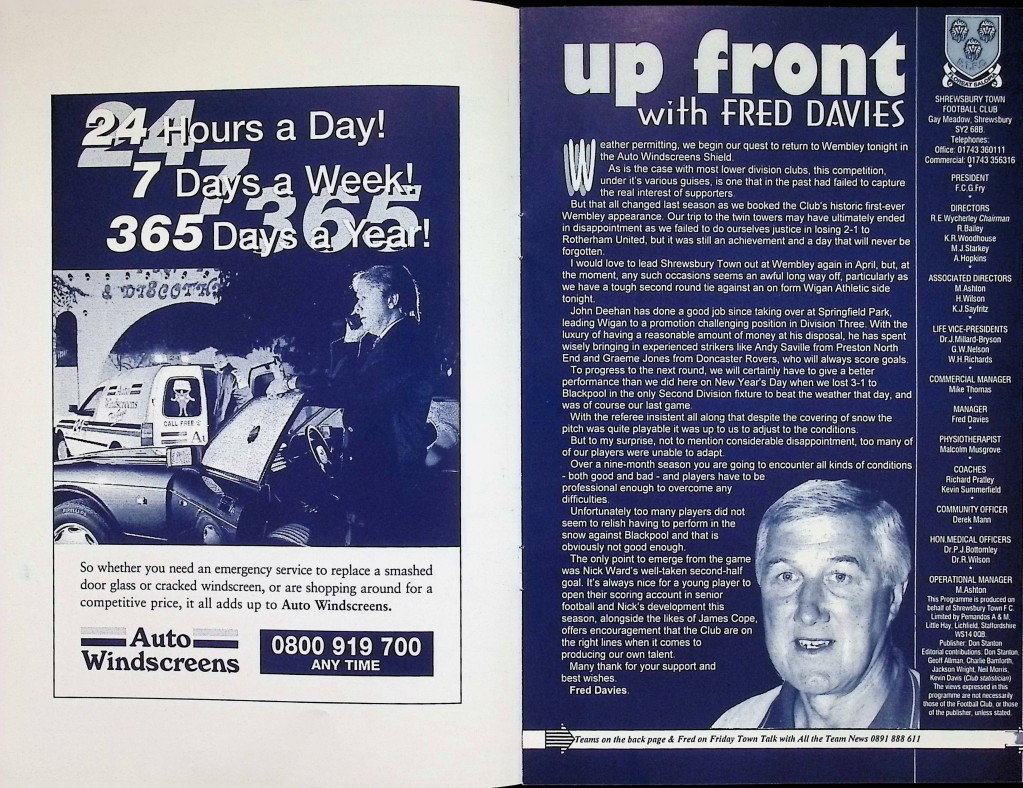 24 Hours a Day!
7 Days a Week!
365 Days a Year!
24
7
365
& DISCOTH
Windscreens
CALL FREE
So whether you need an emergency service to replace a smashed
door glass or cracked windscreen, or are shopping around for a
competitive price, it all adds up to Auto Windscreens.
Auto
Windscreens
0800 919 700
ANY TIME
up front
with FRED DAVIES
Weather permitting, we begin our quest to return to Wembley tonight in
the Auto Windscreens Shield.
As is the case with most lower division clubs, this competition,
under it's various guises, is one that in the past had failed to capture
the real interest of supporters.
But that all changed last season as we booked the Club's historic first-ever
Wembley appearance. Our trip to the twin towers may have ultimately ended
in disappointment as we failed to do ourselves justice in losing 2-1 to
Rotherham United, but it was still an achievement and a day that will never be
forgotten.
I would love to lead Shrewsbury Town out at Wembley again in April, but, at
the moment, any such occasions seems an awful long way off, particularly as
we have a tough second round tie against an on form Wigan Athletic side
tonight.
John Deehan has done a good job since taking over at Springfield Park,
leading Wigan to a promotion challenging position in Division Three. With the
luxury of having a reasonable amount of money at his disposal, he has spent
wisely bringing in experienced strikers like Andy Saville from Preston North
End and Graeme Jones from Doncaster Rovers, who will always score goals.
To progress to the next round, we will certainly have to give a better
performance than we did here on New Year's Day when we lost 3-1 to
Blackpool in the only Second Division fixture to beat the weather that day, and
was of course our last game.
With the referee insistent all along that despite the covering of snow the
pitch was quite playable it was up to us to adjust to the conditions.
But to my surprise, not to mention considerable disappointment, too many of
of our players were unable to adapt.
Over a nine-month season you are going to encounter all kinds of conditions
- both good and bad - and players have to be
professional enough to overcome any
difficulties.
Unfortunately too many players did not
seem to relish having to perform in the
snow against Blackpool and that is
obviously not good enough.
The only point to emerge from the game
was Nick Ward's well-taken second-half
goal. It's always nice for a young player to
open their scoring account in senior
football and Nick's development this
season, alongside the likes of James Cope,
offers encouragement that the Club are on
the right lines when it comes to
producing our own talent.
Many thank for your support and
best wishes.
Fred Davies.
S.T.F.C.
FLOREAT SALOPIA
SHREWSBURY TOWN
FOOTBALL CLUB
Gay Meadow, Shrewsbury
SY2 6BB.
Telephones:
Office: 01743 360111
Commercial: 01743 356316
PRESIDENT
F.C.G.Fry
DIRECTORS
R.E.Wycherley Chairman
R.Bailey
K.R.Woodhouse
M.J.Starkey
A.Hopkins
ASSOCIATED DIRECTORS
M.Ashton
H.Wilson
K.J.Sayfritz
LIFE VICE-PRESIDENTS
Dr.J.Millard-Bryson
G.W.Nelson
W.H.Richards
COMMERCIAL MANAGER
Mike Thomas
MANAGER
Fred Davies
PHYSIOTHERAPIST
Malcolm Musgrove
COACHES
Richard Pratley
Kevin Summerfield
COMMUNITY OFFICER
Derek Mann
HON.MEDICAL OFFICERS
Dr.P.J.Bottomley
Dr.R.Wilson
OPERATIONAL MANAGER
M.Ashton
This Programme is produced on
behalf of Shrewsbury Town F.C.
Limited by Pemandos A & M,
Little Hay, Lichfield, Staffordshire
WS14 0QB.
Publisher: Don Stanton
Editorial contributions: Don Stanton,
Geoff Allman, Charlie Bamforth,
Jackson Wright, Neil Morris,
Kevin Davis (Club statistician)
The views expressed in this
programme are not necessarily
those of the Football Club, or those
of the publisher, unless stated.
Teams on the back page & Fred on Friday Town Talk with All the Team News 0891 888 611